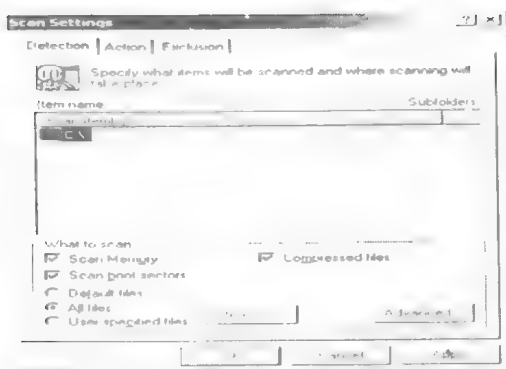 Scan Settings
Detection Action Exclusion
Specify what items will be scanned and where scanning will
take place
Item name Subfolders
C:\
What to scan
Scan Memory Compressed files
Scan boot sectors
Default files
All files
User specified files Advanced
Cancel